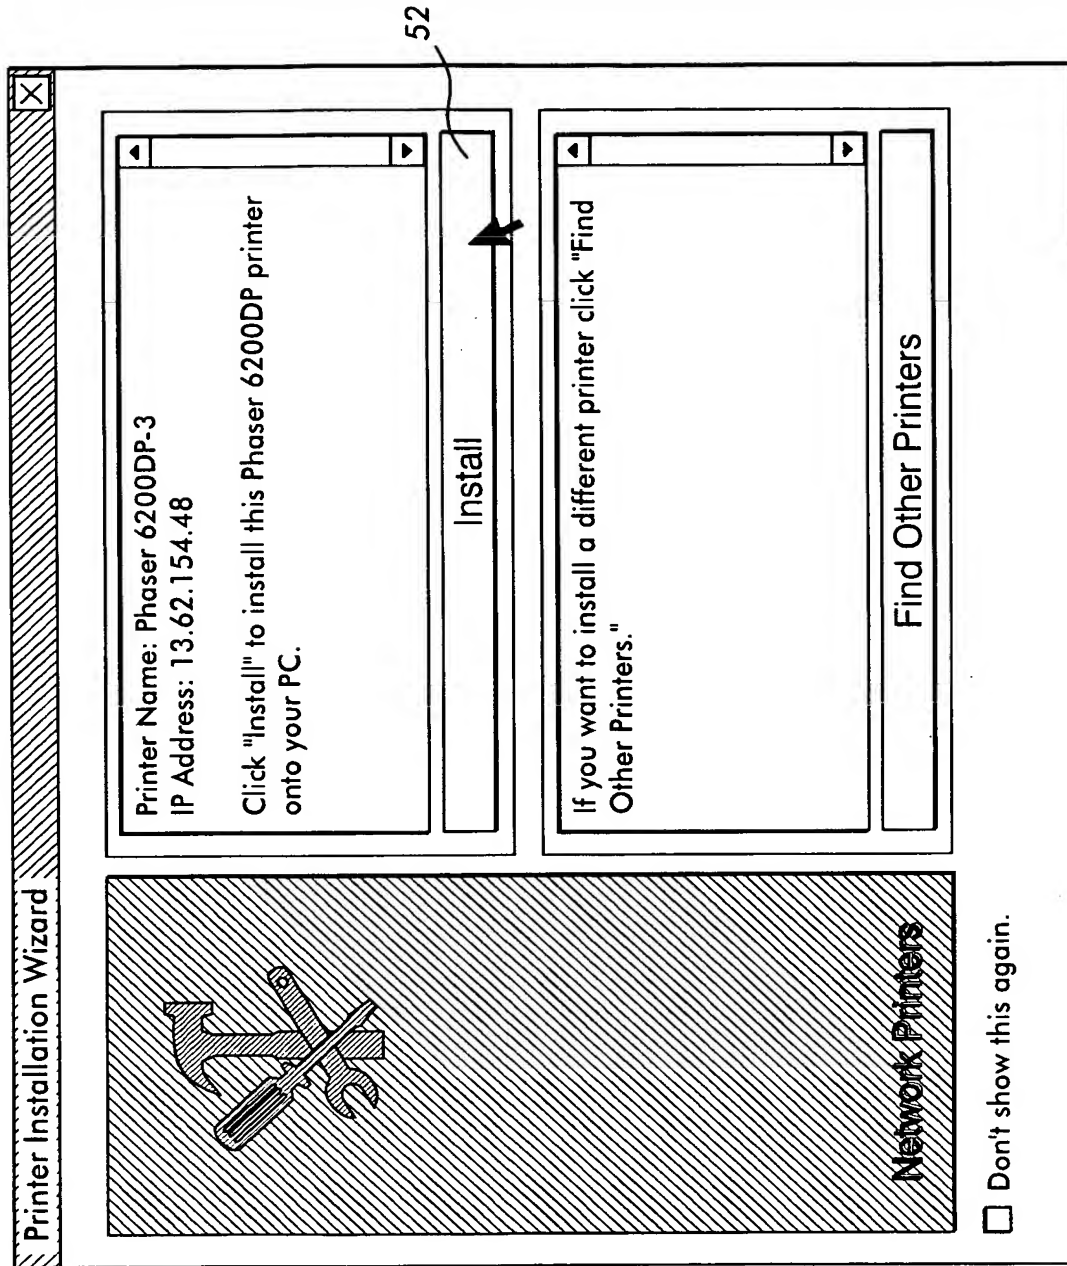 Printer Installation Wizard
Printer Name: Phaser 6200DP-3
IP Address: 13.62.154.48
Click "Install" to install this Phaser 6200DP printer
onto your PC.
Install
52
If you want to install a different printer click "Find
Other Printers."
Find Other Printers
Network Printers
Don't show this again.